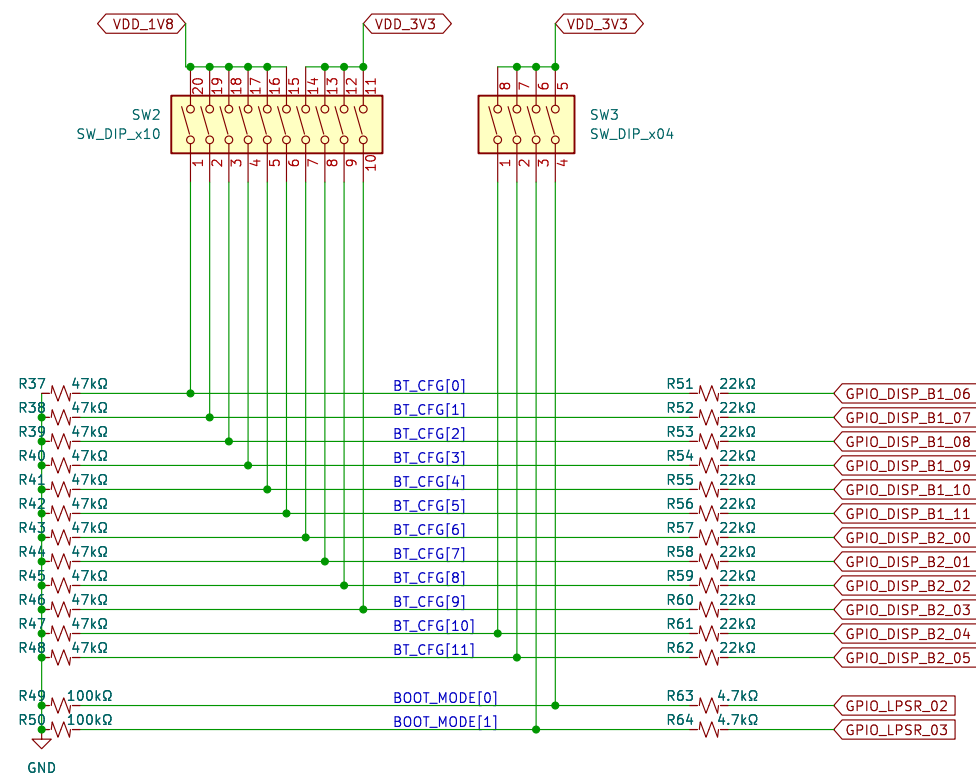 VDD_1V8 VDD_3V3 VDD_3V3
20 19 18 17 16 15 14 13 12 11 8 7 6 5
SW2 SW3
SW_DIP_x10 SW_DIP_x04
1 2 3 4 5 6 7 8 9 10 1 2 3 4
R37 47kΩ BT_CFG[0] R51 22kΩ GPIO_DISP_B1_06
R38 47kΩ BT_CFG[1] R52 22kΩ GPIO_DISP_B1_07
R39 47kΩ BT_CFG[2] R53 22kΩ GPIO_DISP_B1_08
R40 47kΩ BT_CFG[3] R54 22kΩ GPIO_DISP_B1_09
R41 47kΩ BT_CFG[4] R55 22kΩ GPIO_DISP_B1_10
R42 47kΩ BT_CFG[5] R56 22kΩ GPIO_DISP_B1_11
R43 47kΩ BT_CFG[6] R57 22kΩ GPIO_DISP_B2_00
R44 47kΩ BT_CFG[7] R58 22kΩ GPIO_DISP_B2_01
R45 47kΩ BT_CFG[8] R59 22kΩ GPIO_DISP_B2_02
R46 47kΩ BT_CFG[9] R60 22kΩ GPIO_DISP_B2_03
R47 47kΩ BT_CFG[10] R61 22kΩ GPIO_DISP_B2_04
R48 47kΩ BT_CFG[11] R62 22kΩ GPIO_DISP_B2_05
R49 100kΩ BOOT_MODE[0] R63 4.7kΩ GPIO_LPSR_02
R50 100kΩ BOOT_MODE[1] R64 4.7kΩ GPIO_LPSR_03
GND